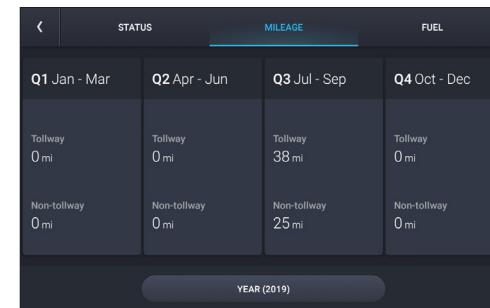 STATUS MILEAGE FUEL
Q1 Jan - Mar Q2 Apr - Jun Q3 Jul - Sep Q4 Oct - Dec
Tollway Tollway Tollway Tollway
0 mi 0 mi 38 mi 0 mi
Non-tollway Non-tollway Non-tollway Non-tollway
0 mi 0 mi 25 mi 0 mi
YEAR (2019)